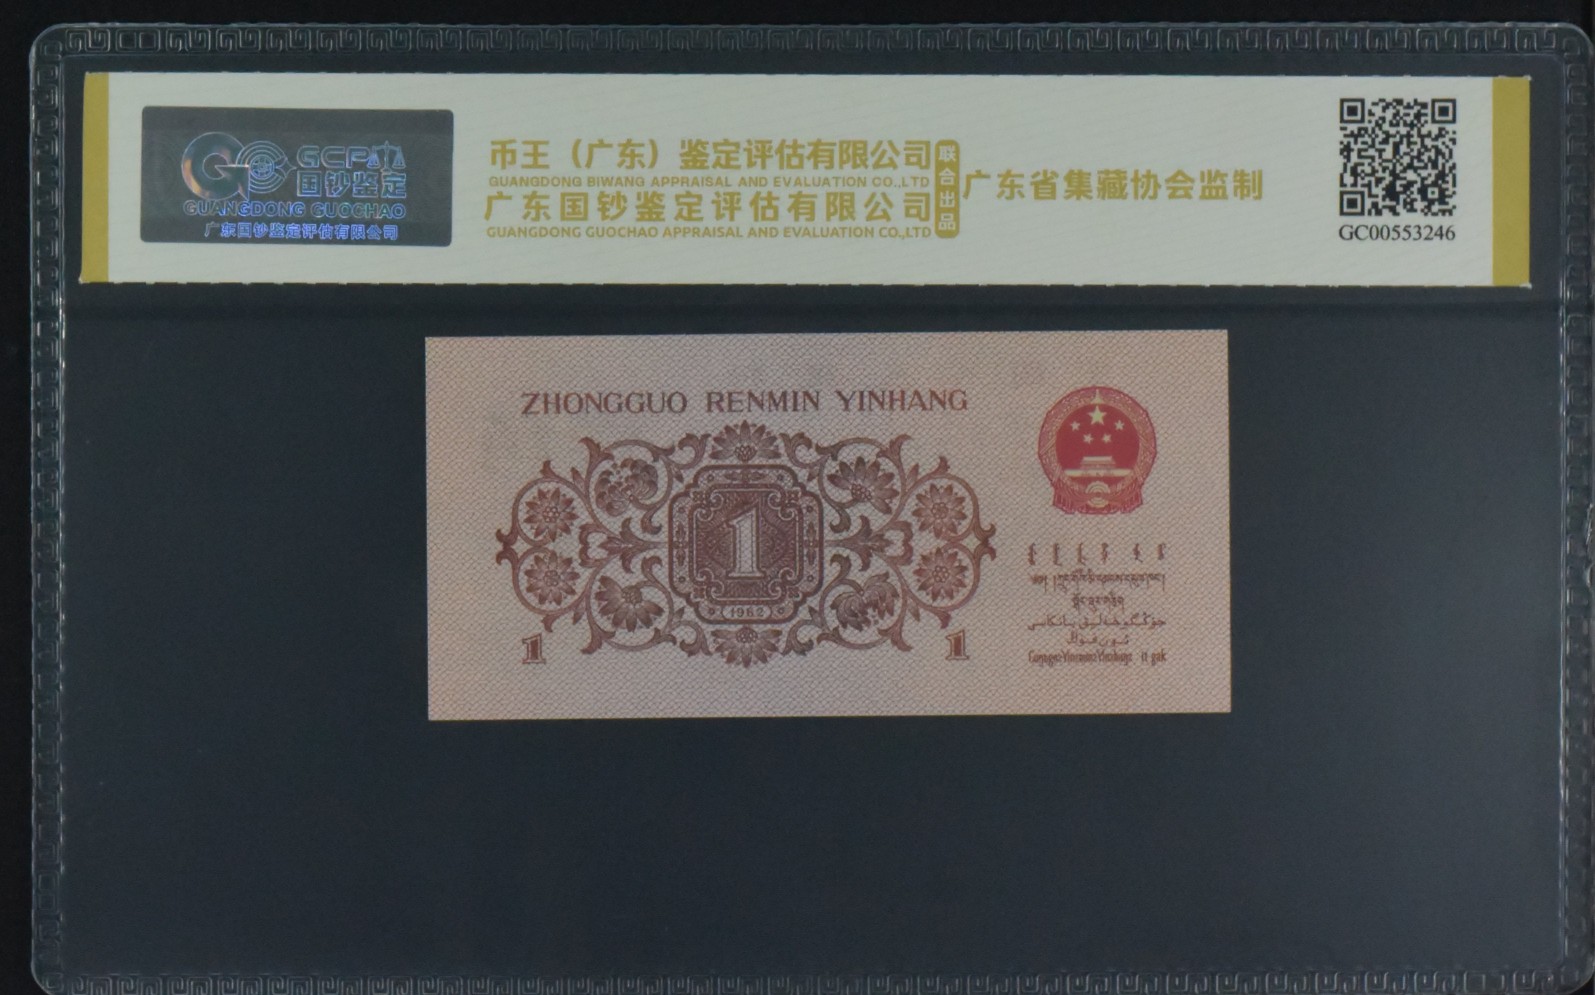 GCP
国钞鉴定
GUANGDONG GUOCHAO
广东国钞鉴定评估有限公司
币王（广东）鉴定评估有限公司
GUANGDONG BIWANG APPRAISAL AND EVALUATION CO.,LTD
广东国钞鉴定评估有限公司
GUANGDONG GUOCHAO APPRAISAL AND EVALUATION CO.,LTD
联合出品
广东省集藏协会监制
GC00553246
ZHONGGUO RENMIN YINHANG
1
1962
1
1